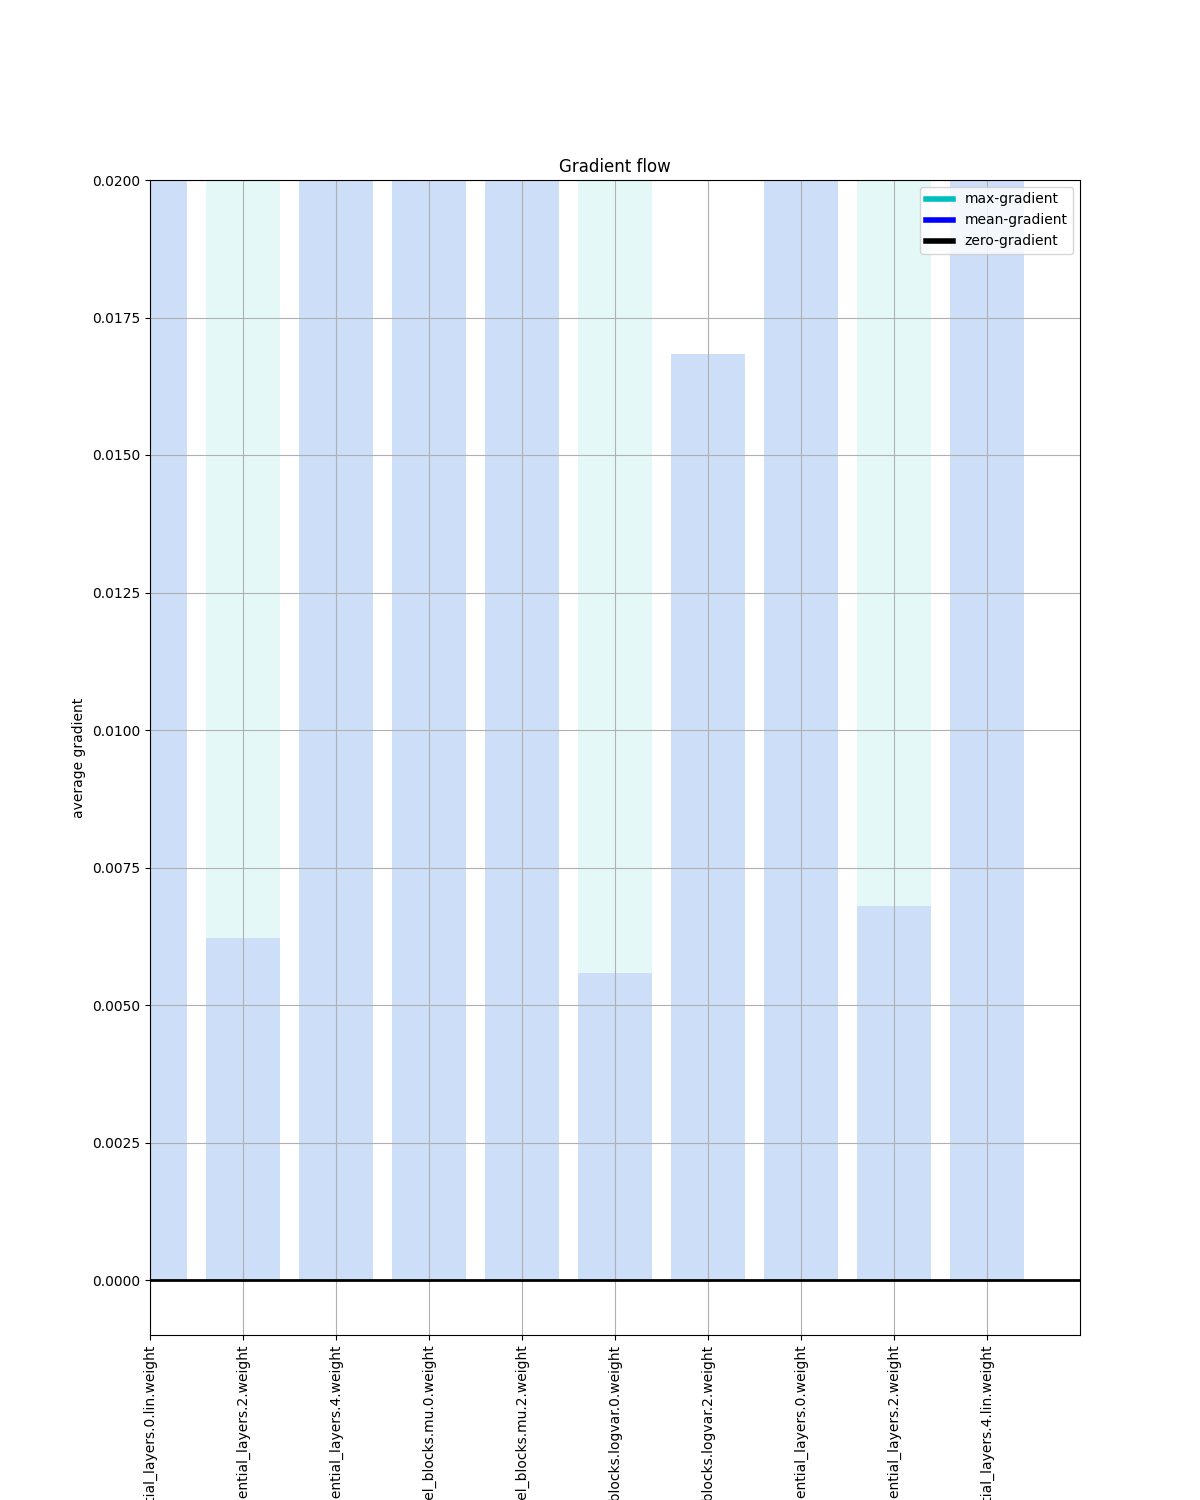 Gradient flow
max-gradient
mean-gradient
zero-gradient
0.0200
0.0175
0.0150
0.0125
0.0100
0.0075
0.0050
0.0025
0.0000
average gradient
tial_layers.0.lin.weight
ential_layers.2.weight
ential_layers.4.weight
el_blocks.mu.0.weight
el_blocks.mu.2.weight
blocks.logvar.0.weight
blocks.logvar.2.weight
ential_layers.0.weight
ential_layers.2.weight
tial_layers.4.lin.weight